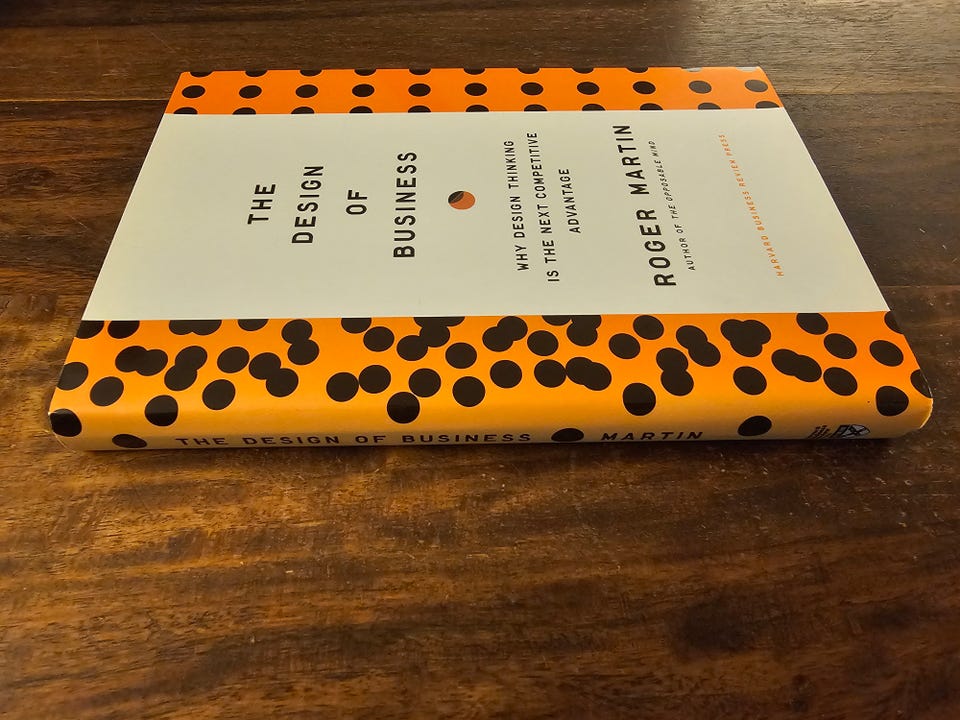 THE
DESIGN
OF
BUSINESS
WHY DESIGN THINKING
IS THE NEXT COMPETITIVE
ADVANTAGE
ROGER MARTIN
AUTHOR OF THE OPPOSABLE MIND
HARVARD BUSINESS REVIEW PRESS
THE DESIGN OF BUSINESS MARTIN